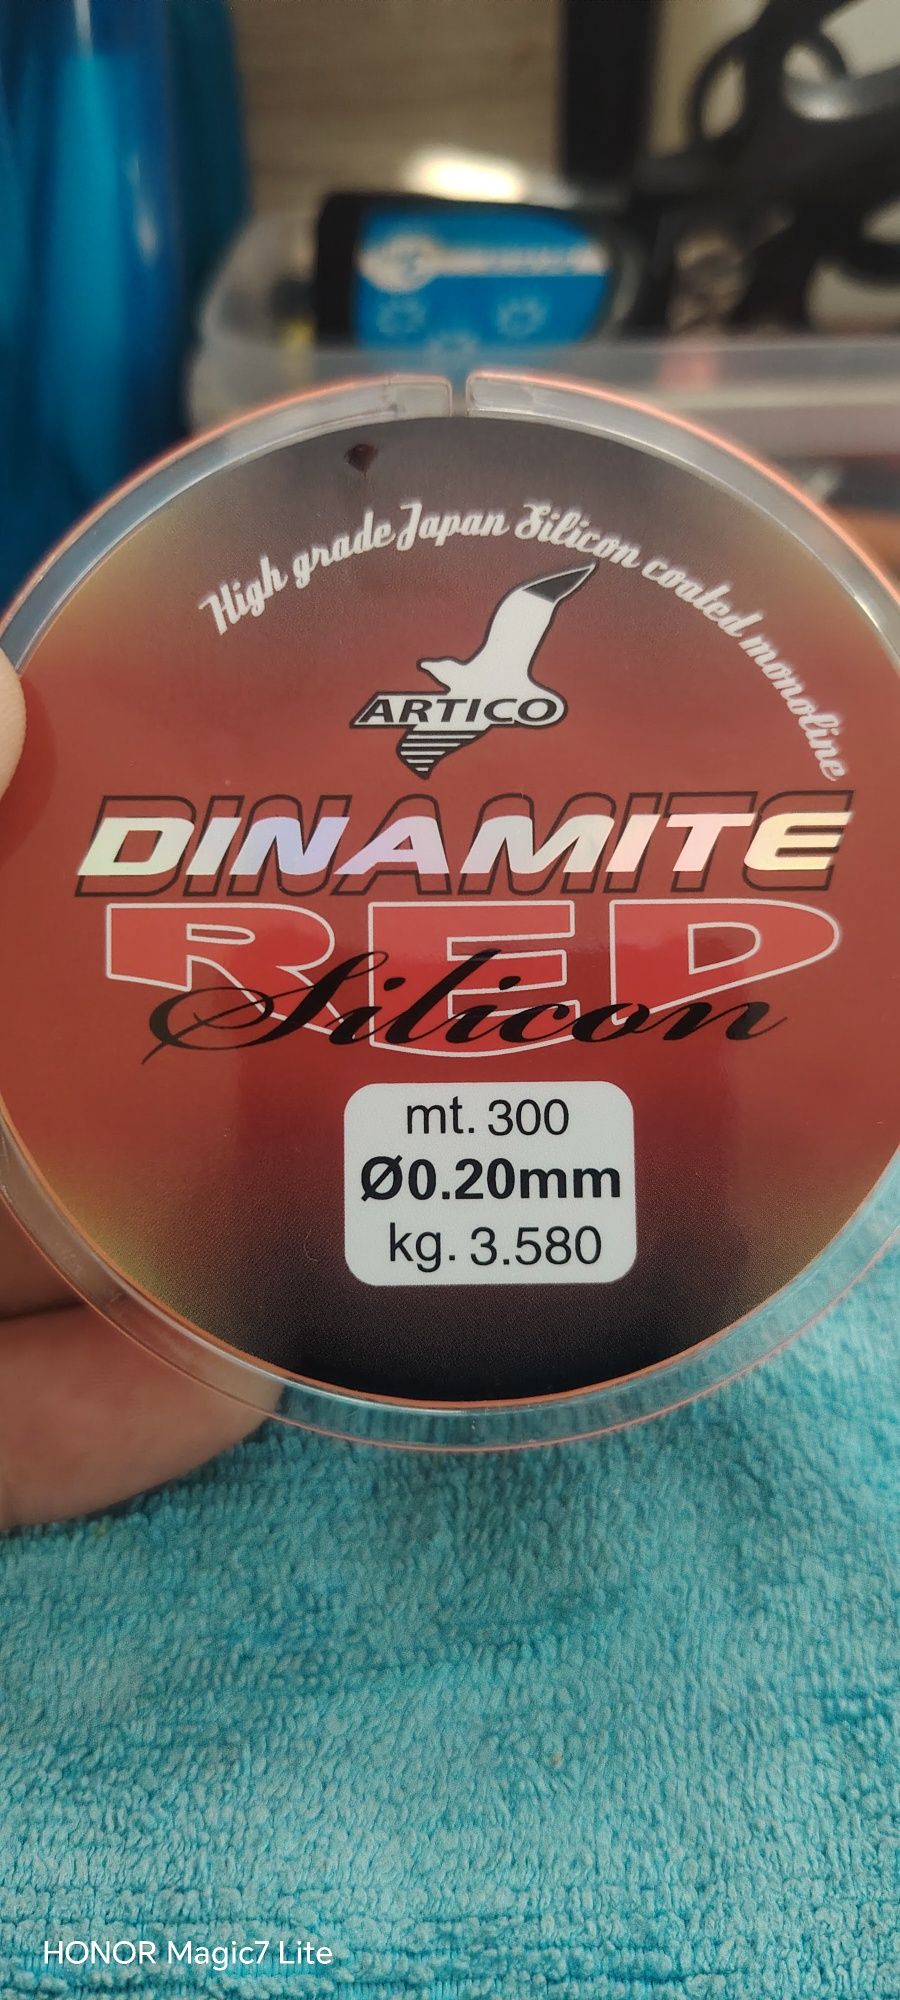 High grade Japan Silicon coated monoline
ARTICO
DINAMITE
RED
Silicon
mt. 300
Ø0.20mm
kg. 3.580
HONOR Magic7 Lite